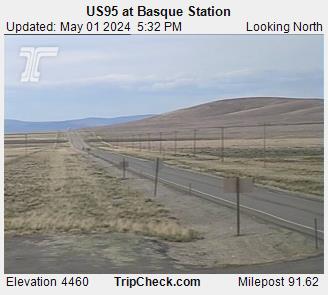 US95 at Basque Station
Updated: May 01 2024 5:32 PM Looking North
Elevation 4460 TripCheck.com Milepost 91.62